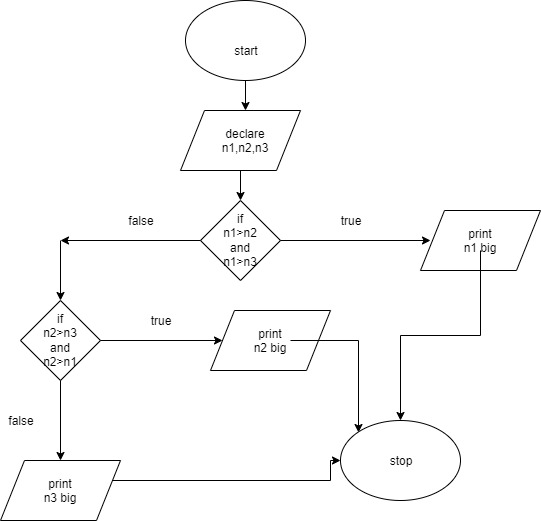 start
declare
n1,n2,n3
if
n1>n2
and
n1>n3
false
true
print
n1 big
if
n2>n3
and
n2>n1
true
print
n2 big
false
print
n3 big
stop